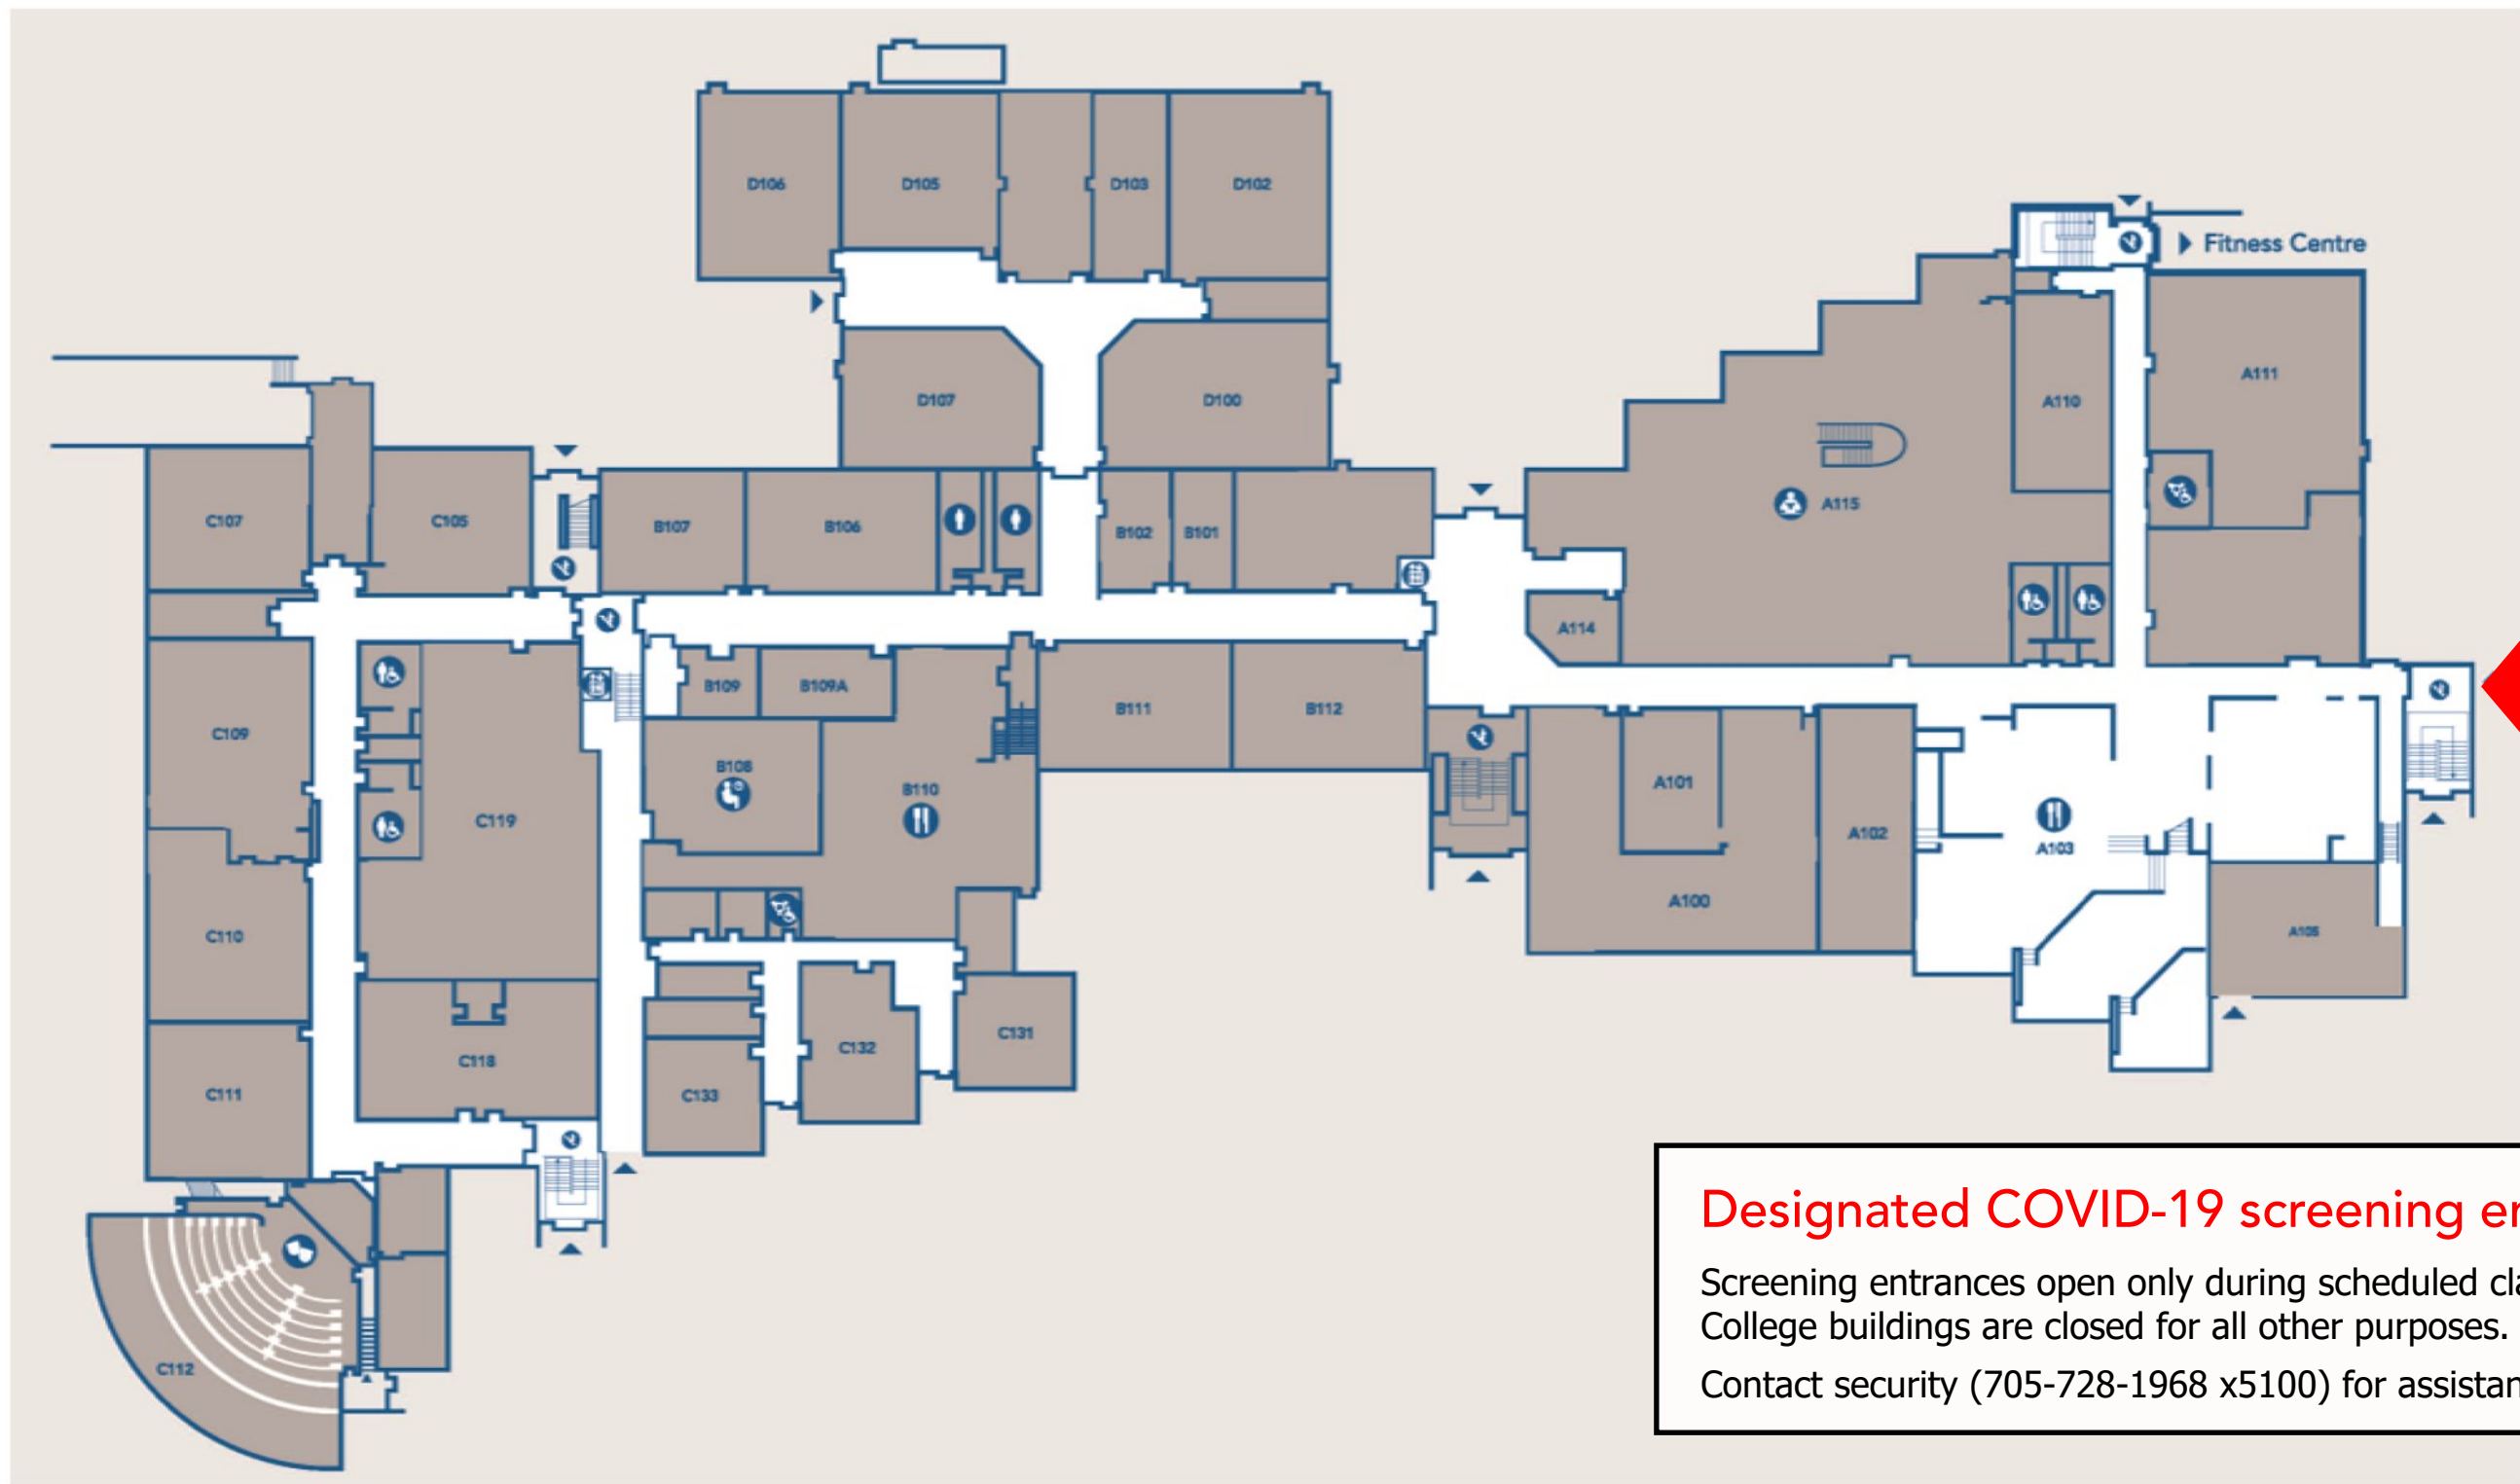 D106
D105
D103
D102
Fitness Centre
A111
A110
D107
D100
A115
C107
C105
B107
B106
B102
B101
A114
B109
B109A
B111
B112
C109
B108
B110
C119
A101
A102
A103
A100
A105
C110
C131
C132
C118
C111
C133
C112
Designated COVID-19 screening en
Screening entrances open only during scheduled cla
College buildings are closed for all other purposes.
Contact security (705-728-1968 x5100) for assistan